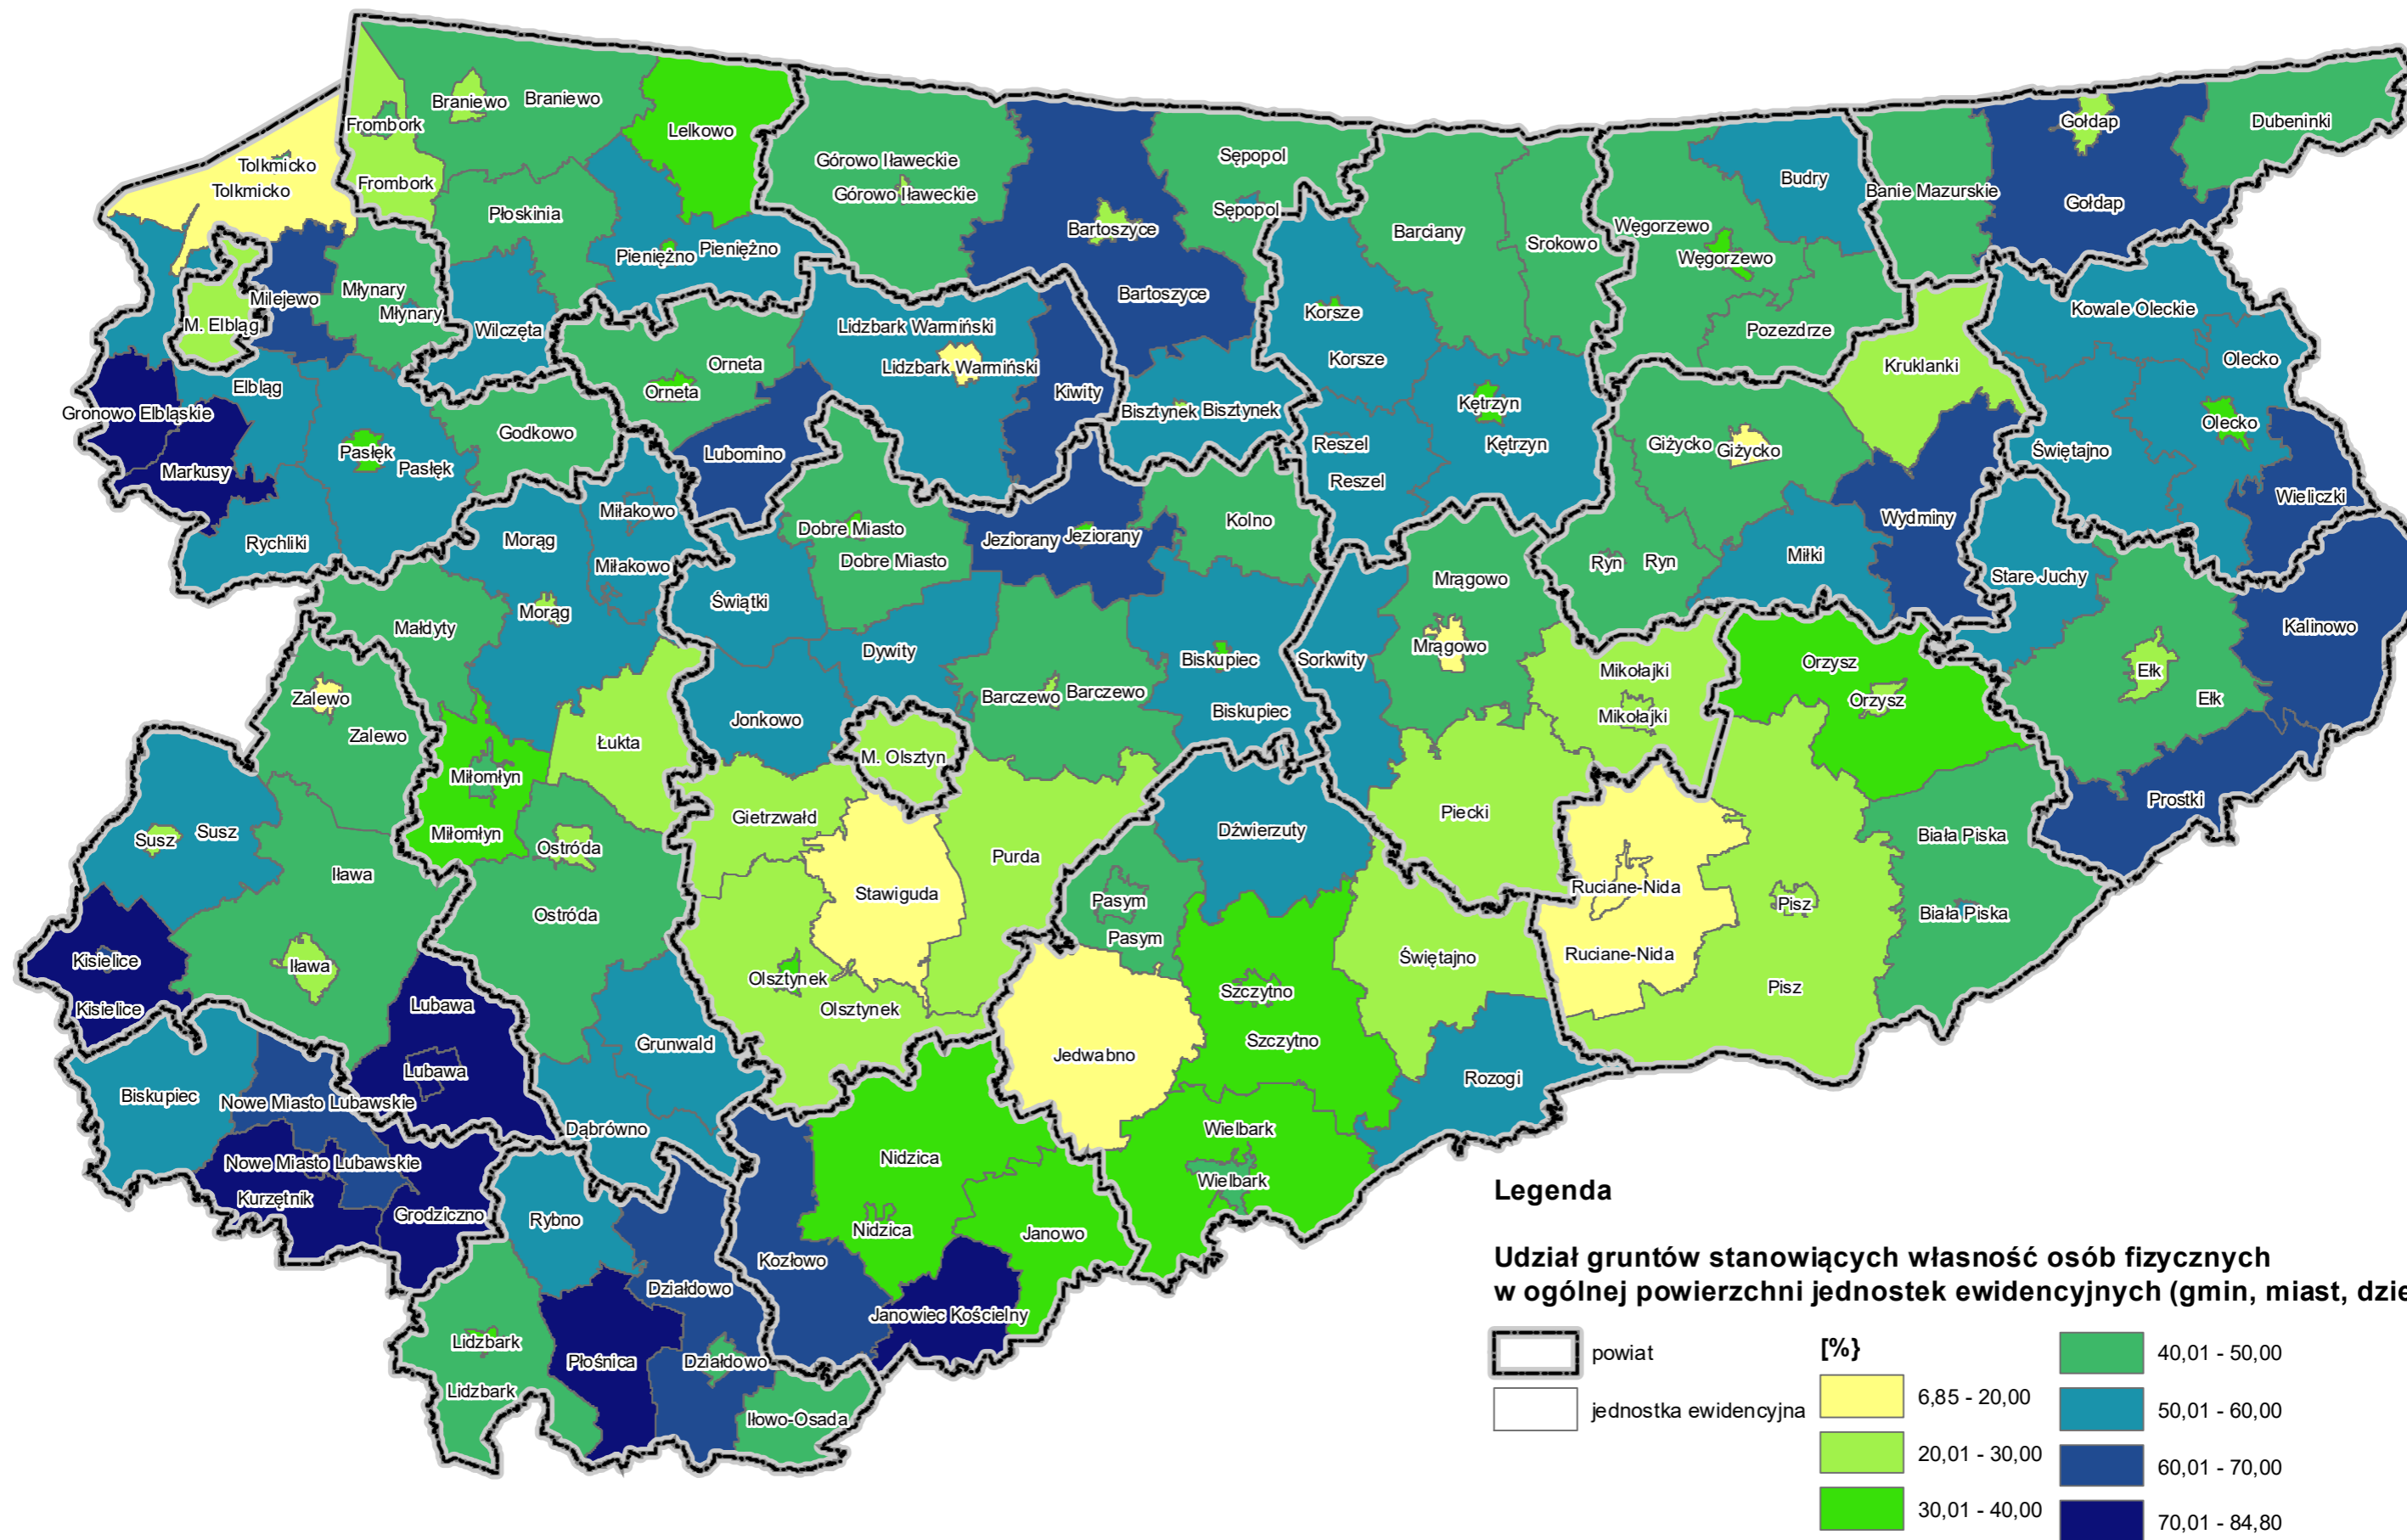 Braniewo
Braniewo
Frombork
Lelkowo
Tolkmicko
Tolkmicko
Frombork
Górowo Iławeckie
Górowo Iławeckie
Sępopol
Sępopol
Bartoszyce
Bartoszyce
Gołdap
Gołdap
Dubeninki
Budry
Banie Mazurskie
Płoskinia
Pieniężno
Pieniężno
Barciany
Srokowo
Węgorzewo
Węgorzewo
Pozezdrze
Milejewo
Młynary
Młynary
M. Elbląg
Wilczęta
Lidzbark Warmiński
Lidzbark Warmiński
Orneta
Orneta
Kiwity
Korsze
Korsze
Kowale Oleckie
Olecko
Olecko
Kruklanki
Elbląg
Gronowo Elbląskie
Markusy
Pasłęk
Pasłęk
Godkowo
Lubomino
Bisztynek
Bisztynek
Reszel
Reszel
Kętrzyn
Kętrzyn
Giżycko
Giżycko
Świętajno
Wieliczki
Rychliki
Morąg
Morąg
Miłakowo
Miłakowo
Dobre Miasto
Dobre Miasto
Jeziorany
Jeziorany
Kolno
Wydminy
Ryn
Ryn
Miłki
Stare Juchy
Kalinowo
Małdyty
Świątki
Dywity
Biskupiec
Biskupiec
Sorkwity
Mrągowo
Mrągowo
Mikołajki
Mikołajki
Orzysz
Orzysz
Ełk
Ełk
Zalewo
Zalewo
Barczewo
Barczewo
Jonkowo
M. Olsztyn
Łukta
Miłomłyn
Miłomłyn
Susz
Susz
Iława
Iława
Ostróda
Ostróda
Gietrzwałd
Stawiguda
Purda
Dźwierzuty
Piecki
Prostki
Biała Piska
Biała Piska
Pasym
Pasym
Ruciane-Nida
Ruciane-Nida
Pisz
Pisz
Kisielice
Kisielice
Lubawa
Lubawa
Olsztynek
Olsztynek
Szczytno
Szczytno
Świętajno
Grunwald
Jedwabno
Rozogi
Biskupiec
Nowe Miasto Lubawskie
Nowe Miasto Lubawskie
Dąbrówno
Kurzętnik
Grodziczno
Rybno
Nidzica
Nidzica
Wielbark
Wielbark
Janowo
Kozłowo
Działdowo
Działdowo
Janowiec Kościelny
Lidzbark
Lidzbark
Płośnica
Iłowo-Osada
Legenda
Udział gruntów stanowiących własność osób fizycznych
w ogólnej powierzchni jednostek ewidencyjnych (gmin, miast, dzie
powiat
jednostka ewidencyjna
[%}
6,85 - 20,00
20,01 - 30,00
30,01 - 40,00
40,01 - 50,00
50,01 - 60,00
60,01 - 70,00
70,01 - 84,80